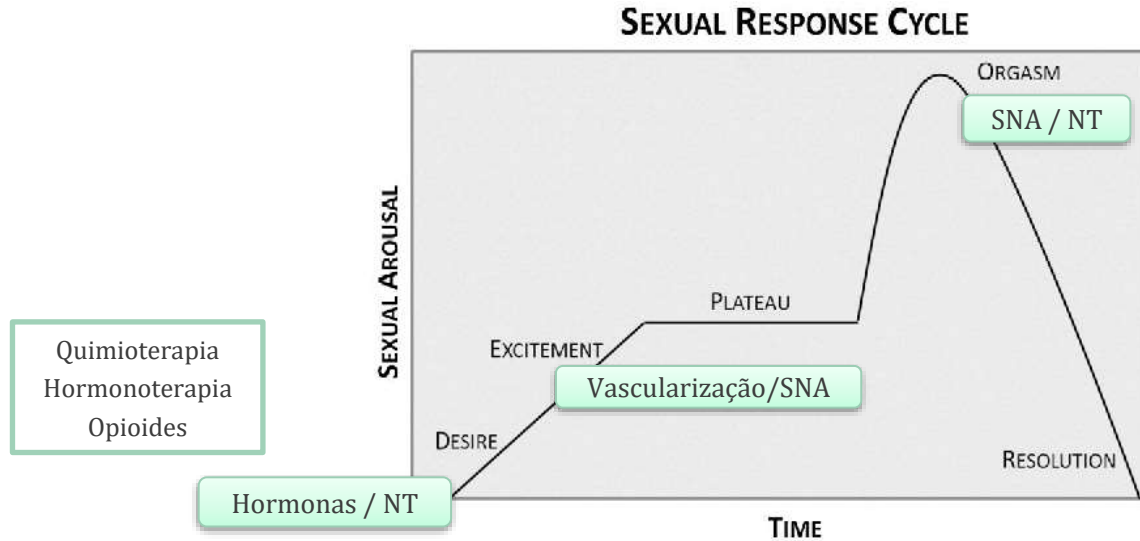 SEXUAL RESPONSE CYCLE
ORGASM
SNA / NT
SEXUAL AROUSAL
PLATEAU
EXCITEMENT
Vascularização/SNA
Quimioterapia
Hormonoterapia
Opioides
DESIRE
RESOLUTION
Hormonas / NT
TIME